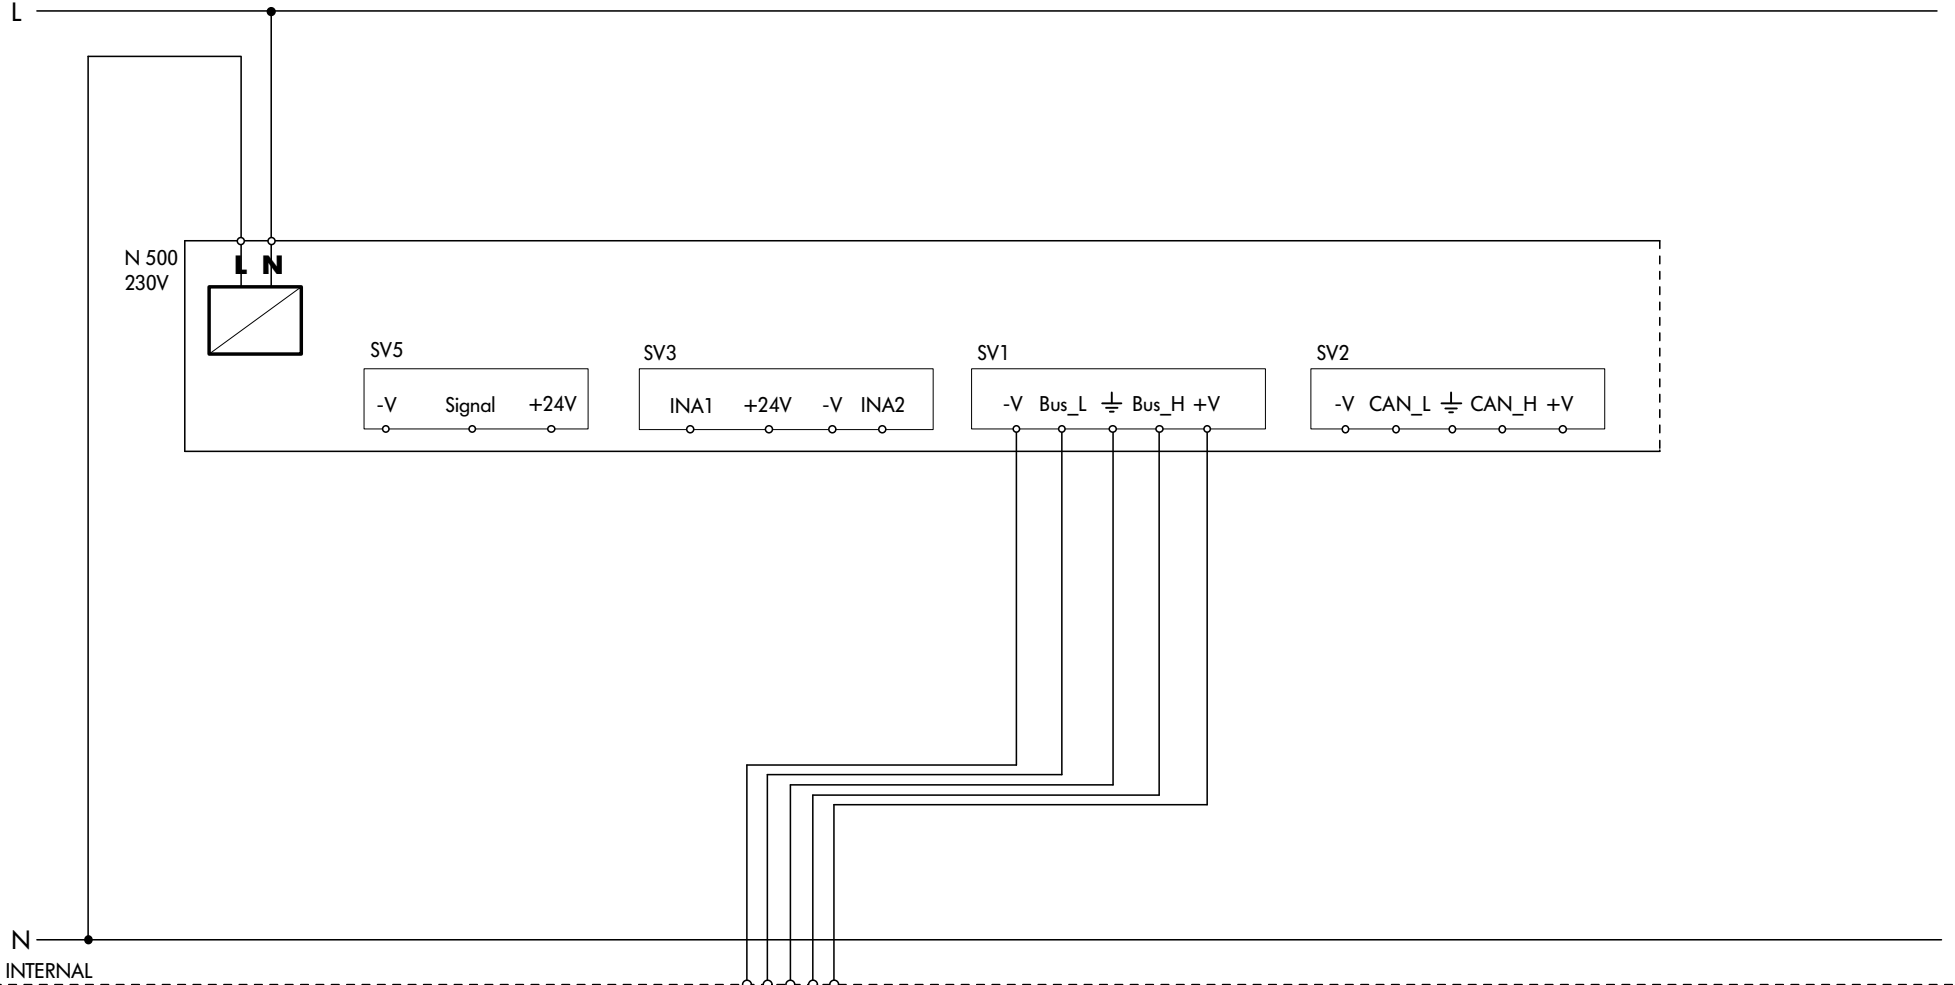 L
N 500
230V
L N
SV5
-V Signal +24V
SV3
INA1 +24V -V INA2
SV1
-V Bus_L Bus_H +V
SV2
-V CAN_L CAN_H +V
N
INTERNAL